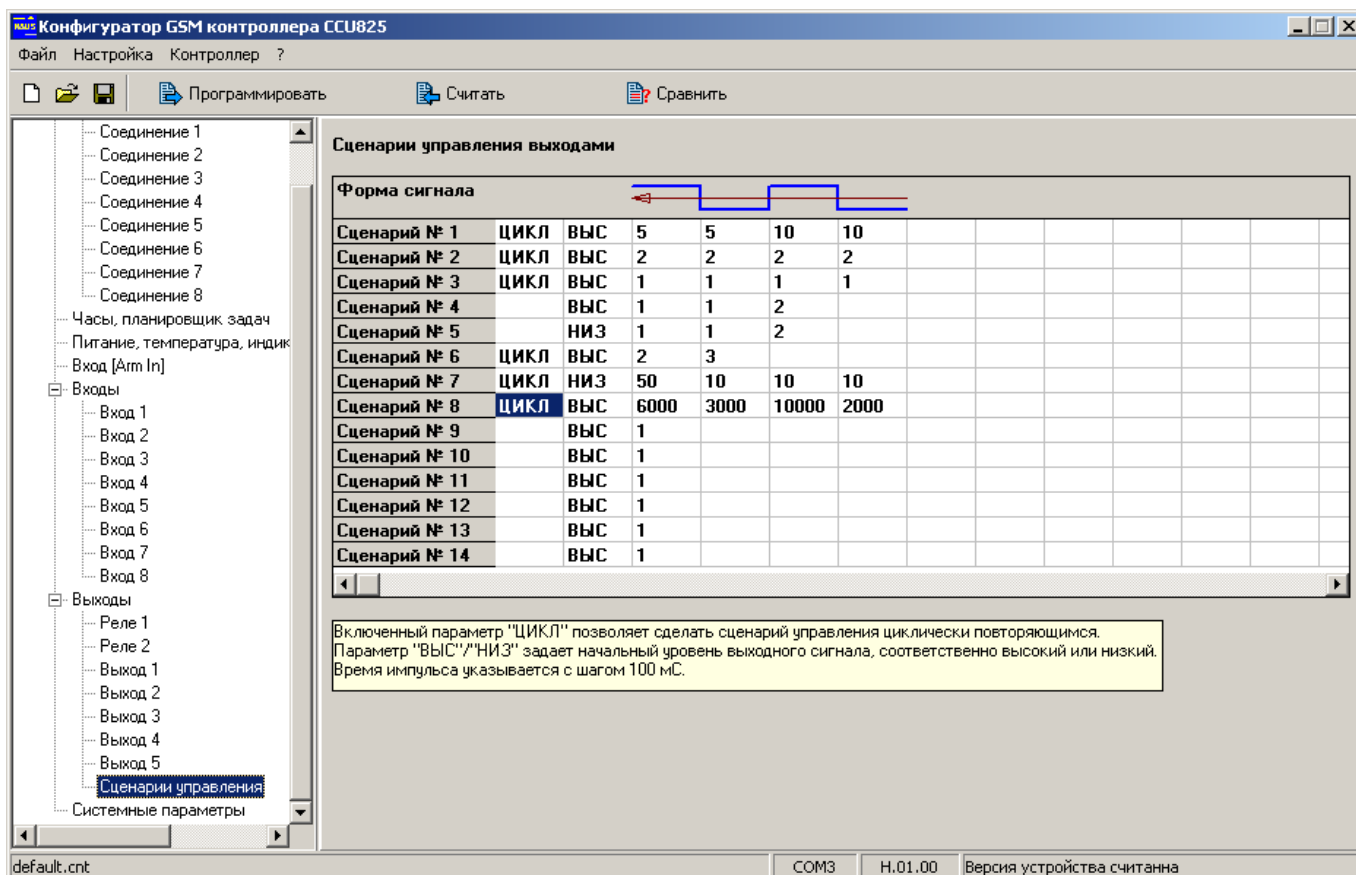 Конфигуратор GSM контроллера CCU825
Файл Настройка Контроллер ?
Программировать Считать Сравнить
Соединение 1
Соединение 2
Соединение 3
Соединение 4
Соединение 5
Соединение 6
Соединение 7
Соединение 8
Часы, планировщик задач
Питание, температура, индик
Вход [Arm In]
Входы
Вход 1
Вход 2
Вход 3
Вход 4
Вход 5
Вход 6
Вход 7
Вход 8
Выходы
Реле 1
Реле 2
Выход 1
Выход 2
Выход 3
Выход 4
Выход 5
Сценарии управления
Системные параметры
Сценарии управления выходами
Форма сигнала
Сценарий № 1 ЦИКЛ ВЫС 5 5 10 10
Сценарий № 2 ЦИКЛ ВЫС 2 2 2 2
Сценарий № 3 ЦИКЛ ВЫС 1 1 1 1
Сценарий № 4 ВЫС 1 1 2
Сценарий № 5 НИЗ 1 1 2
Сценарий № 6 ЦИКЛ ВЫС 2 3
Сценарий № 7 ЦИКЛ НИЗ 50 10 10 10
Сценарий № 8 ЦИКЛ ВЫС 6000 3000 10000 2000
Сценарий № 9 ВЫС 1
Сценарий № 10 ВЫС 1
Сценарий № 11 ВЫС 1
Сценарий № 12 ВЫС 1
Сценарий № 13 ВЫС 1
Сценарий № 14 ВЫС 1
Включенный параметр "ЦИКЛ" позволяет сделать сценарий управления циклически повторяющимся.
Параметр "ВЫС"/"НИЗ" задает начальный уровень выходного сигнала, соответственно высокий или низкий.
Время импульса указывается с шагом 100 мС.
default.cnt COM3 H.01.00 Версия устройства считанна